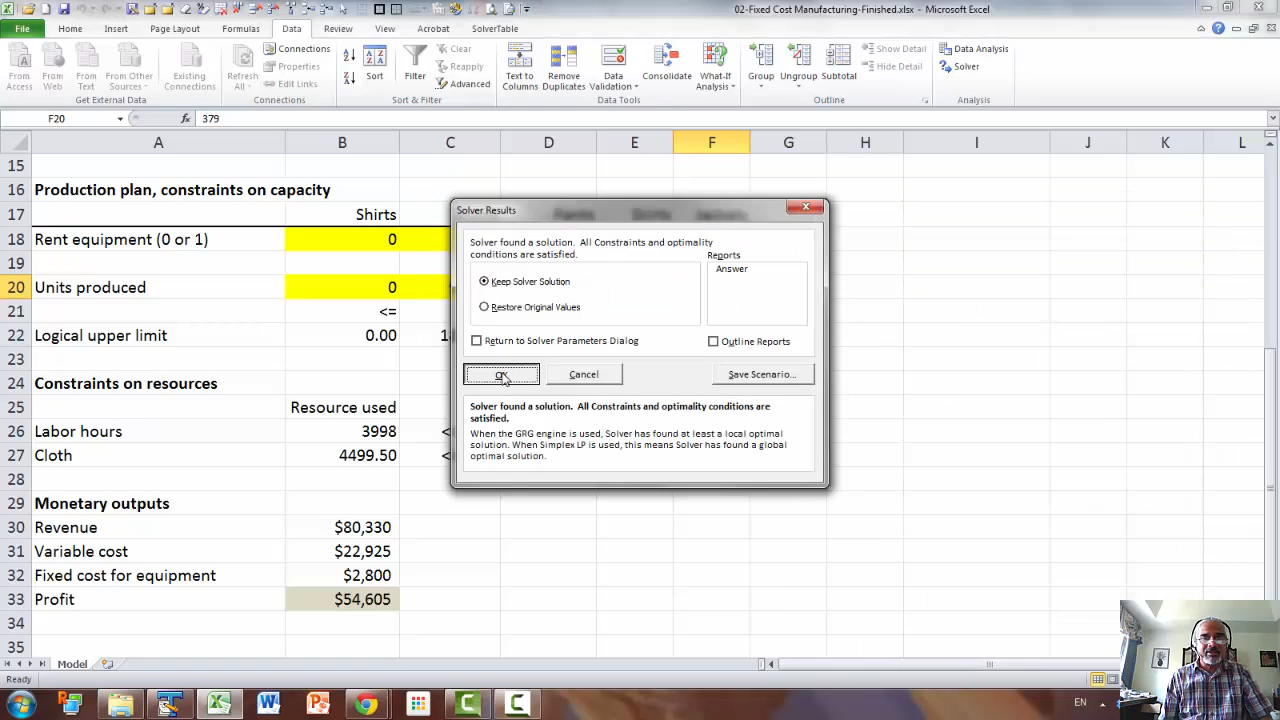 02-Fixed Cost Manufacturing-Finished.xlsx - Microsoft Excel
File Home Insert Page Layout Formulas Data Review View Acrobat SolverTable
From Access
From Web
From Text
From Other Sources
Existing Connections
Get External Data
Refresh All
Connections
Properties
Edit Links
Connections
Sort
Filter
Clear
Reapply
Advanced
Sort & Filter
Text to Columns
Remove Duplicates
Data Validation
Consolidate
What-If Analysis
Data Tools
Group
Ungroup
Subtotal
Show Detail
Hide Detail
Outline
Data Analysis
Solver
Analysis
F20 fx 379
A B C D E F G H I J K L
15
16 Production plan, constraints on capacity
17 Shirts
18 Rent equipment (0 or 1) 0
19
20 Units produced 0
21 <=
22 Logical upper limit 0.00 1
23
24 Constraints on resources
25 Resource used
26 Labor hours 3998 <
27 Cloth 4499.50 <
28
29 Monetary outputs
30 Revenue $80,330
31 Variable cost $22,925
32 Fixed cost for equipment $2,800
33 Profit $54,605
34
35
Solver Results
Pants Skirts Jackets
Solver found a solution. All Constraints and optimality
conditions are satisfied.
Reports
Answer
Keep Solver Solution
Restore Original Values
Return to Solver Parameters Dialog
Outline Reports
OK
Cancel
Save Scenario...
Solver found a solution. All Constraints and optimality conditions are
satisfied.
When the GRG engine is used, Solver has found at least a local optimal
solution. When Simplex LP is used, this means Solver has found a global
optimal solution.
Model
Ready
EN